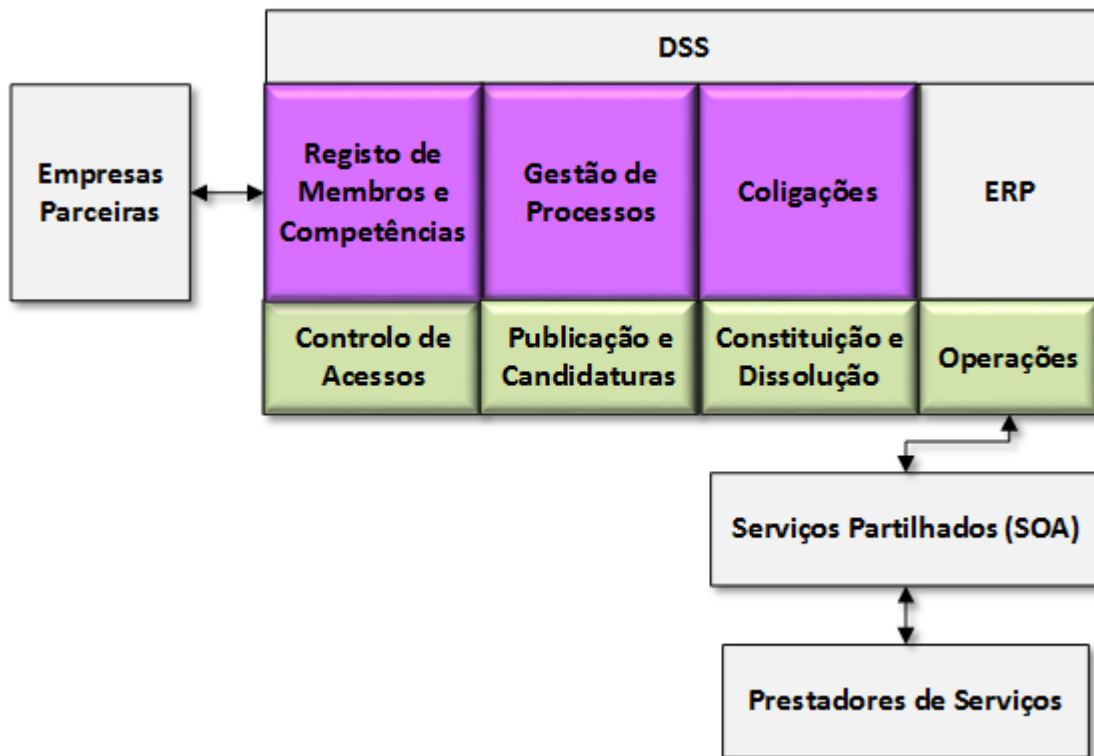 DSS
Empresas
Parceiras
Registo de
Membros e
Competências
Gestão de
Processos
Coligações
ERP
Controlo de
Acessos
Publicação e
Candidaturas
Constituição e
Dissolução
Operações
Serviços Partilhados (SOA)
Prestadores de Serviços